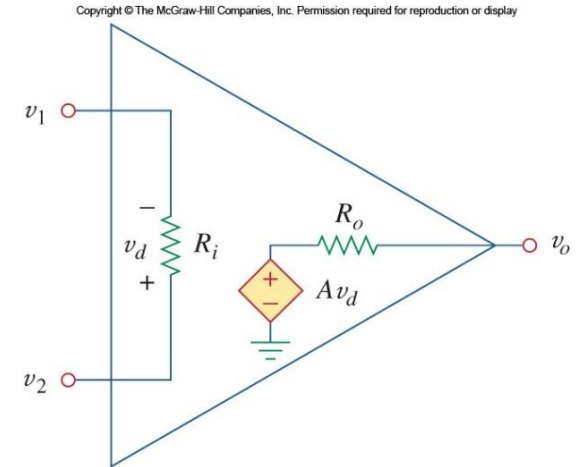 Copyright © The McGraw-Hill Companies, Inc. Permission required for reproduction or display
v1
−
vd
+
Ri
Ro
vo
+
−
Avd
v2